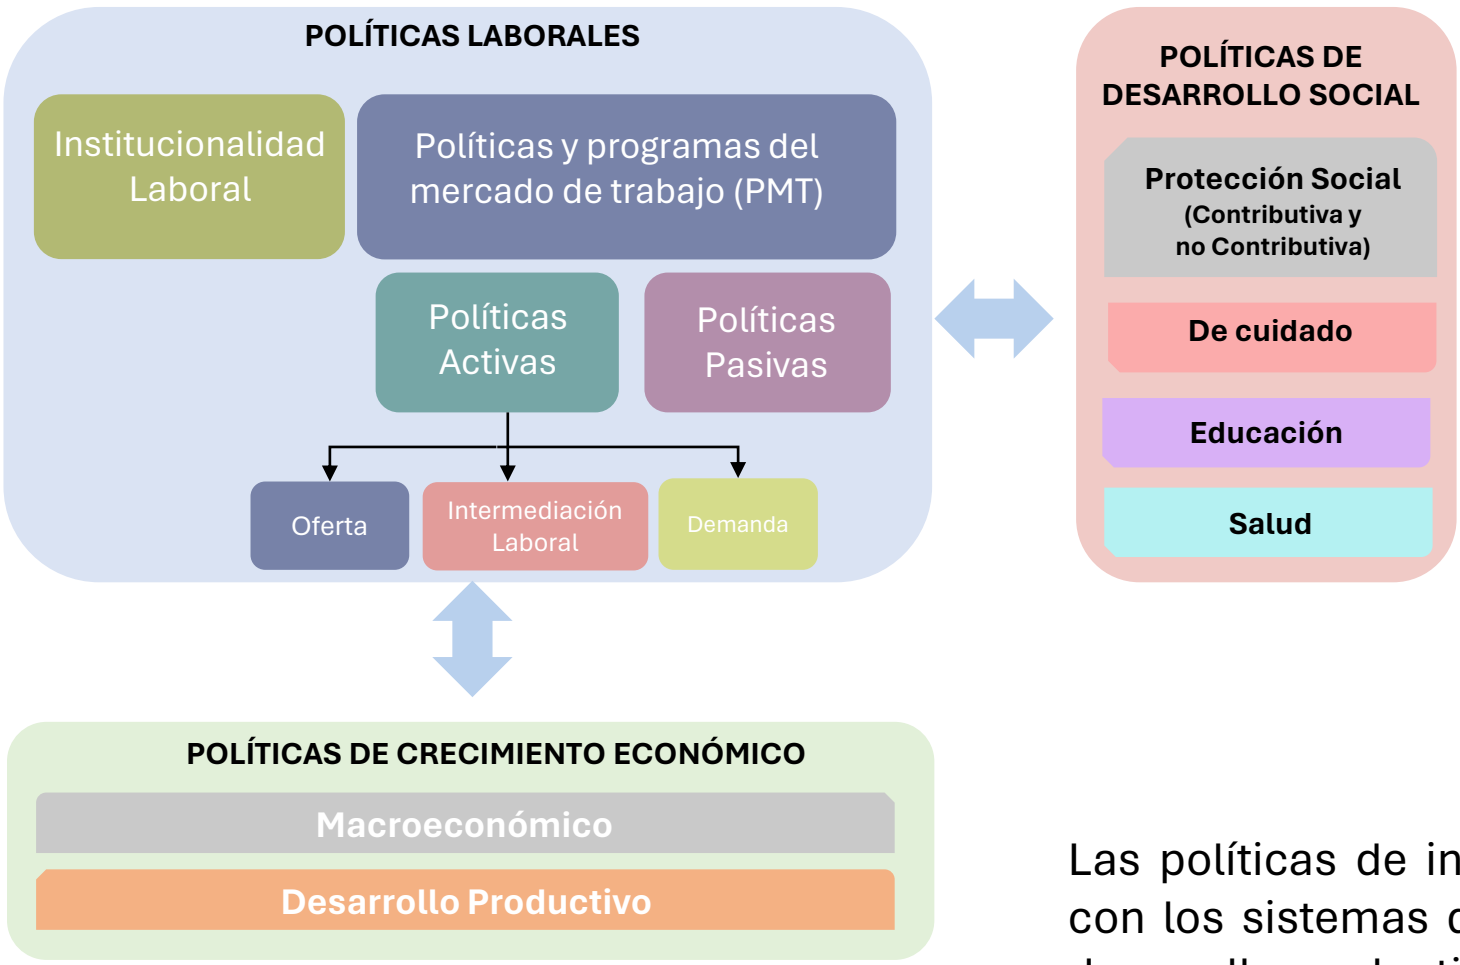 POLÍTICAS LABORALES
Institucionalidad
Laboral
Políticas y programas del
mercado de trabajo (PMT)
Políticas
Activas
Políticas
Pasivas
Oferta
Intermediación
Laboral
Demanda
POLÍTICAS DE
DESARROLLO SOCIAL
Protección Social
(Contributiva y
no Contributiva)
De cuidado
Educación
Salud
POLÍTICAS DE CRECIMIENTO ECONÓMICO
Macroeconómico
Desarrollo Productivo
Las políticas de in
con los sistemas